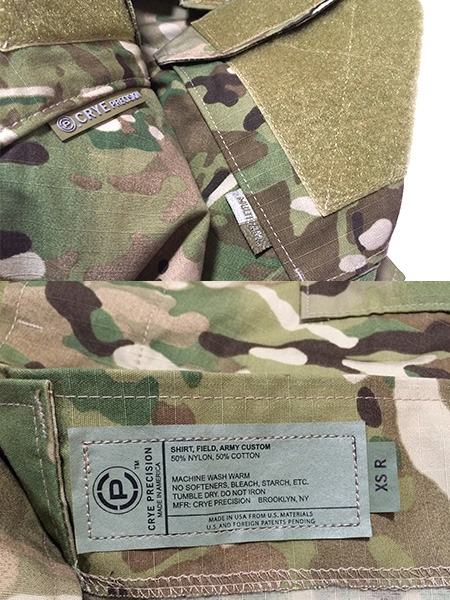 CRYE PRECISION
MULTICAM
CRYE PRECISION
MADE IN AMERICA
TM
SHIRT, FIELD, ARMY CUSTOM
50% NYLON, 50% COTTON
MACHINE WASH WARM
NO SOFTENERS, BLEACH, STARCH, ETC.
TUMBLE DRY. DO NOT IRON
MFR: CRYE PRECISION BROOKLYN, NY
MADE IN USA FROM U.S. MATERIALS
U.S. AND FOREIGN PATENTS PENDING
XS R